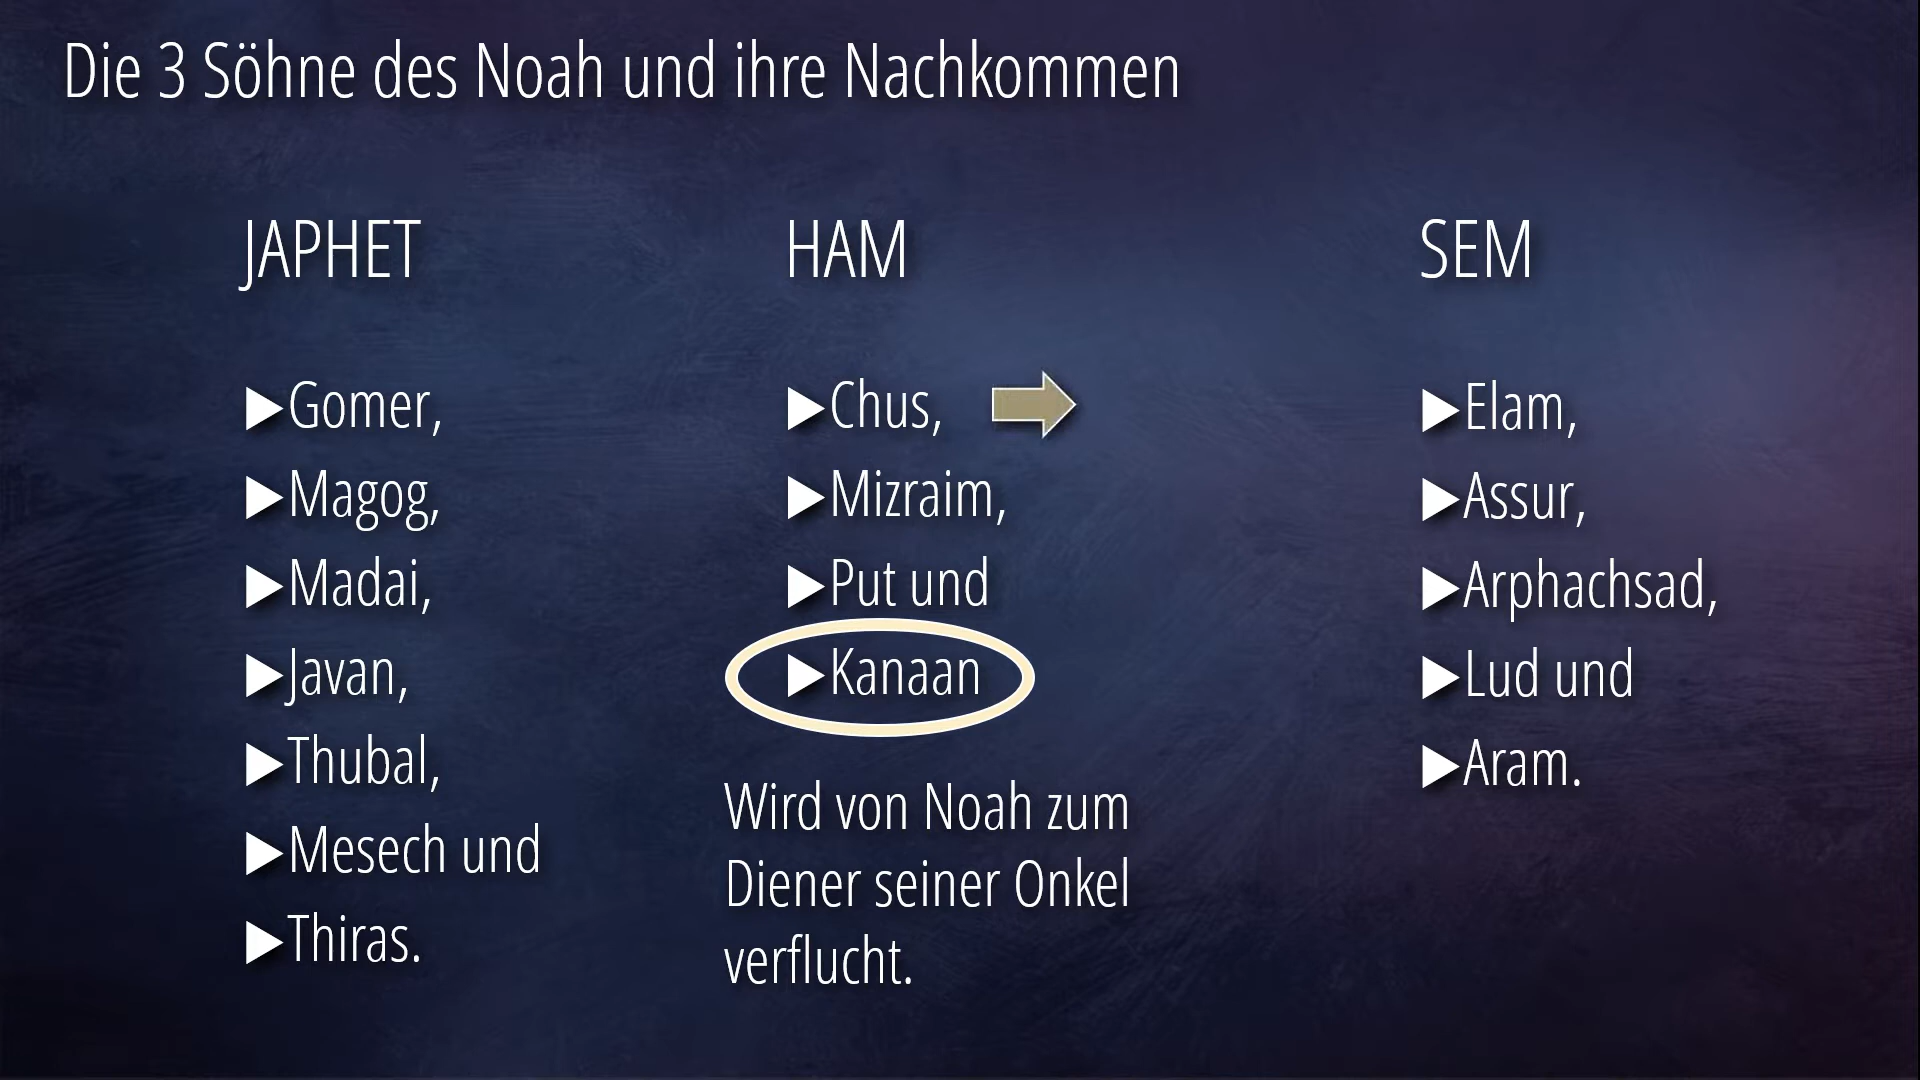 Die 3 Söhne des Noah und ihre Nachkommen
JAPHET
Gomer,
Magog,
Madai,
Javan,
Thubal,
Mesech und
Thiras.
HAM
Chus,
Mizraim,
Put und
Kanaan
Wird von Noah zum
Diener seiner Onkel
verflucht.
SEM
Elam,
Assur,
Arphachsad,
Lud und
Aram.